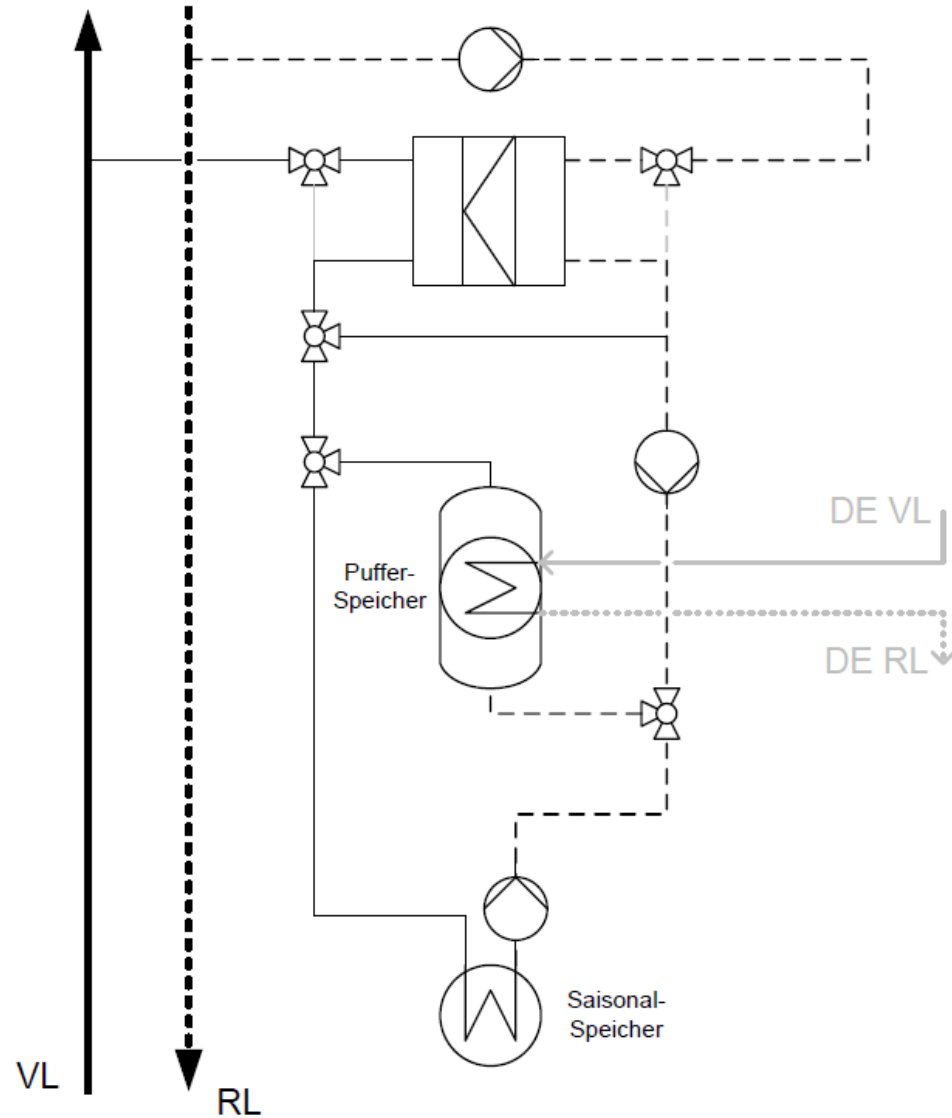 DE VL
Puffer-
Speicher
DE RL
Saisonal-
Speicher
VL
RL